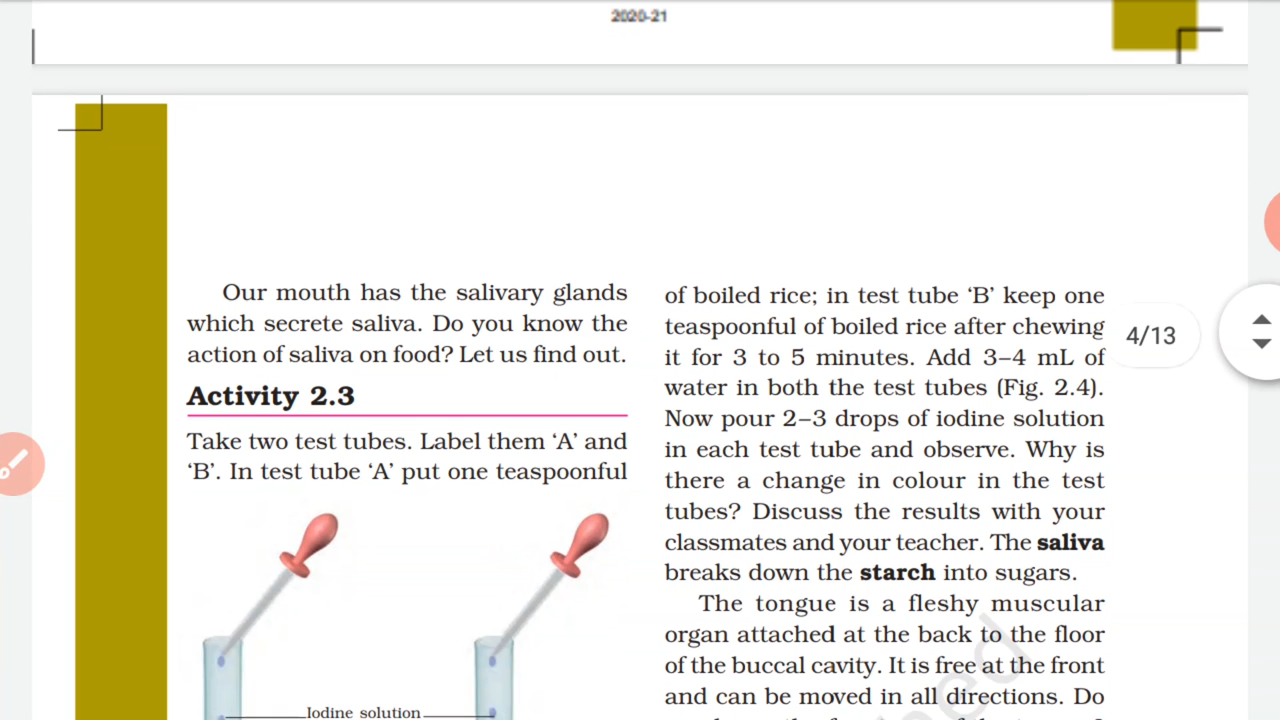 2020-21
Our mouth has the salivary glands
which secrete saliva. Do you know the
action of saliva on food? Let us find out.
Activity 2.3
Take two test tubes. Label them ‘A’ and
‘B’. In test tube ‘A’ put one teaspoonful
Iodine solution
of boiled rice; in test tube ‘B’ keep one
teaspoonful of boiled rice after chewing
it for 3 to 5 minutes. Add 3–4 mL of
water in both the test tubes (Fig. 2.4).
Now pour 2–3 drops of iodine solution
in each test tube and observe. Why is
there a change in colour in the test
tubes? Discuss the results with your
classmates and your teacher. The saliva
breaks down the starch into sugars.
The tongue is a fleshy muscular
organ attached at the back to the floor
of the buccal cavity. It is free at the front
and can be moved in all directions. Do
4/13